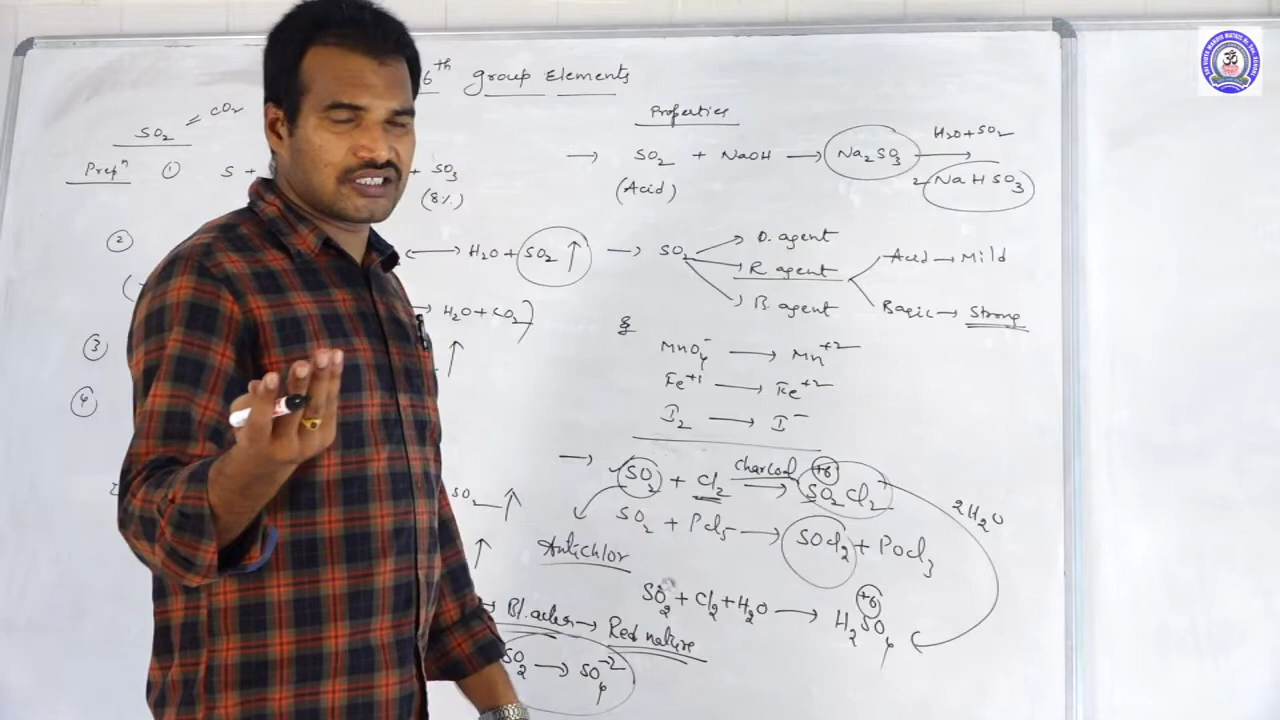 6th group Elements
SO2 = CO2
Prepn ① S +
+ SO3
(8%)
②
⟷ H2O + SO2 ↑
→ H2O + CO2)
③
↑
④
SO2 ↑
↑
Properties
→ SO2 + NaOH → Na2SO3 H2O + SO2 →
(Acid)
2 NaHSO3
→ SO2 → O. agent
R agent
B. agent
Acid → Mild
Basic → Strong
MnO4- → Mn+2
Fe+1 → Fe+2
I2 → I-
→ SO2 + Cl2 charcoal → SO2Cl2 +6
2H2O
SO2 + PCl5 → SOCl2 + POCl3
Antichlor
SO2 + Cl2 + H2O → H2SO4 +6
→ Red nature
SO2 → SO4-2